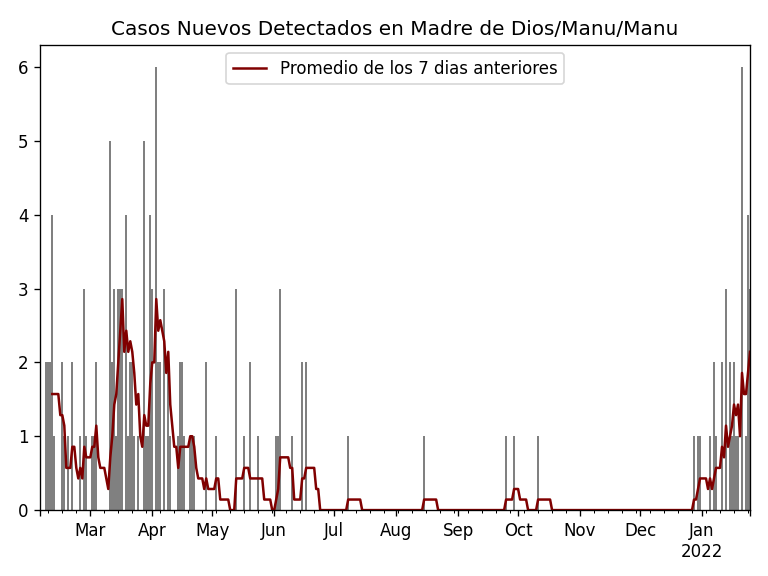 Casos Nuevos Detectados en Madre de Dios/Manu/Manu
Promedio de los 7 dias anteriores
6
5
4
3
2
1
0
Mar Apr May Jun Jul Aug Sep Oct Nov Dec Jan
2022